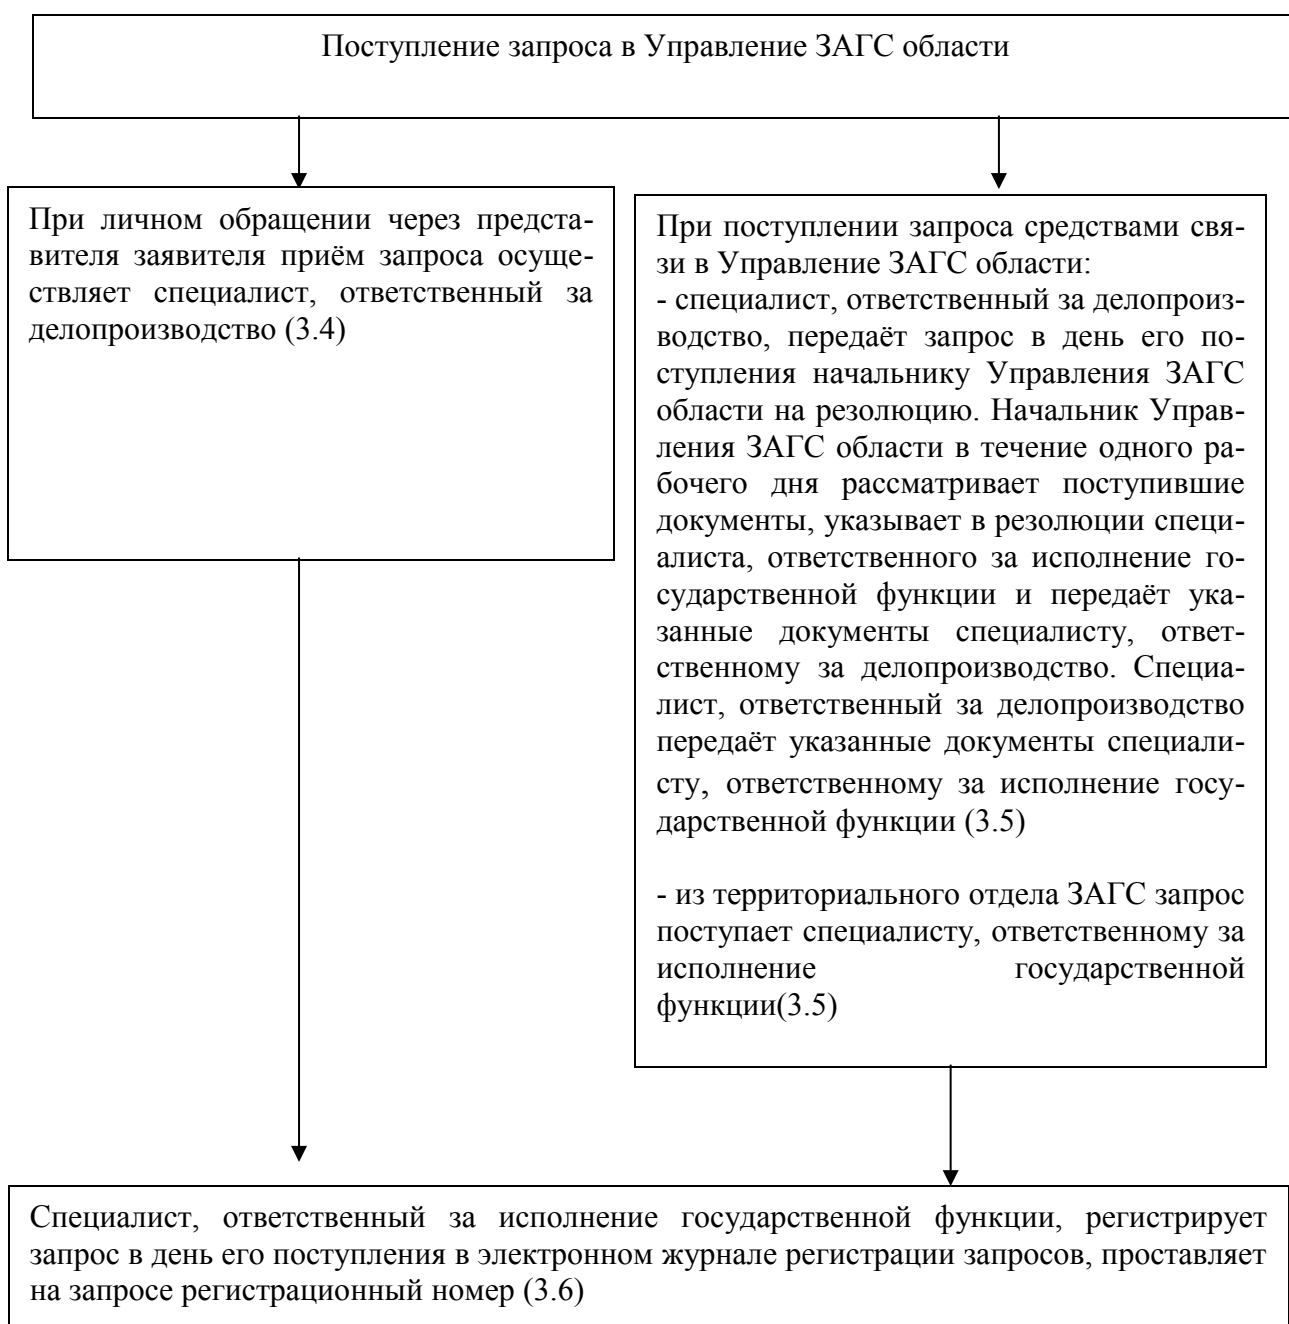 Поступление запроса в Управление ЗАГС области
При личном обращении через предста-
вителя заявителя приём запроса осуще-
ствляет специалист, ответственный за
делопроизводство (3.4)
При поступлении запроса средствами свя-
зи в Управление ЗАГС области:
- специалист, ответственный за делопроиз-
водство, передаёт запрос в день его по-
ступления начальнику Управления ЗАГС
области на резолюцию. Начальник Управ-
ления ЗАГС области в течение одного ра-
бочего дня рассматривает поступившие
документы, указывает в резолюции специ-
алиста, ответственного за исполнение го-
сударственной функции и передаёт ука-
занные документы специалисту, ответ-
ственному за делопроизводство. Специа-
лист, ответственный за делопроизводство
передаёт указанные документы специали-
сту, ответственному за исполнение госу-
дарственной функции (3.5)
- из территориального отдела ЗАГС запрос
поступает специалисту, ответственному за
исполнение государственной
функции(3.5)
Специалист, ответственный за исполнение государственной функции, регистрирует
запрос в день его поступления в электронном журнале регистрации запросов, проставляет
на запросе регистрационный номер (3.6)